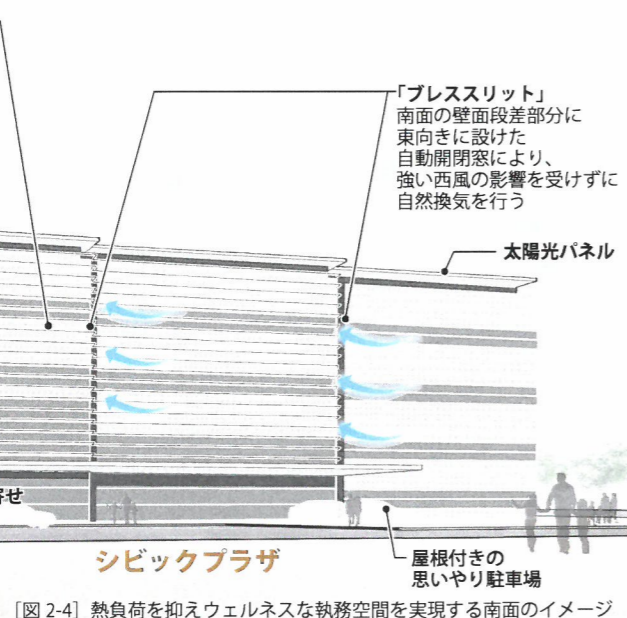 「ブレススリット」
南面の壁面段差部分に
東向きに設けた
自動開閉窓により、
強い西風の影響を受けずに
自然換気を行う
太陽光パネル
寄せ
シビックプラザ
屋根付きの
思いやり駐車場
［図 2-4］熱負荷を抑えウェルネスな執務空間を実現する南面のイメージ